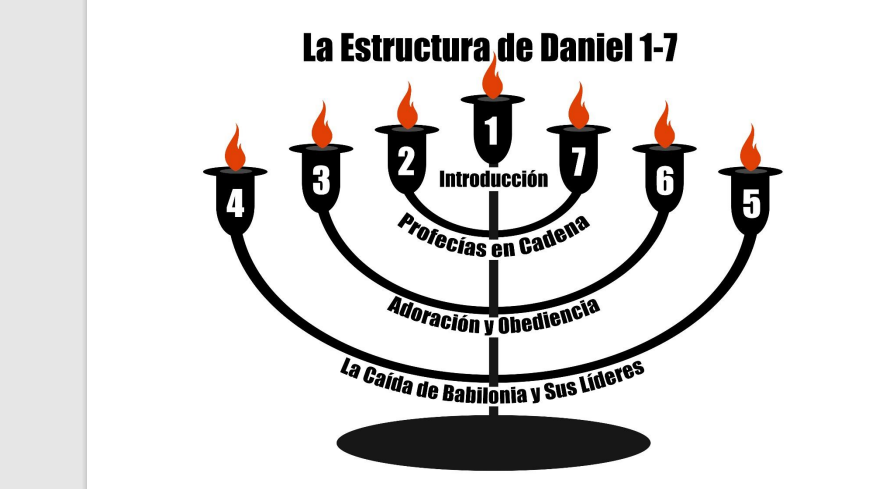 La Estructura de Daniel 1-7
1
2
7
3
6
4
5
Introducción
Profecías en Cadena
Adoración y Obediencia
La Caída de Babilonia y Sus Líderes